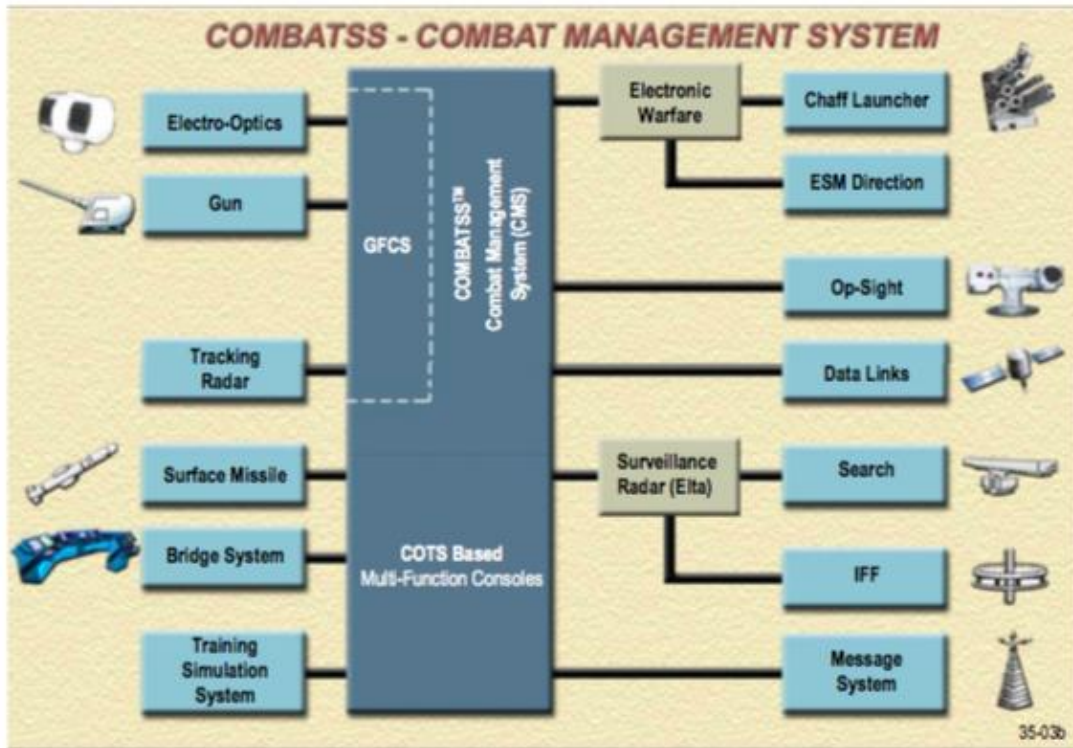 COMBATSS - COMBAT MANAGEMENT SYSTEM
Electro-Optics
Gun
Tracking
Radar
Surface Missile
Bridge System
Training
Simulation
System
GFCS
COMBATSS™
Combat Management
System (CMS)
COTS Based
Multi-Function Consoles
Electronic
Warfare
Surveillance
Radar (Elta)
Chaff Launcher
ESM Direction
Op-Sight
Data Links
Search
IFF
Message
System
35-03b